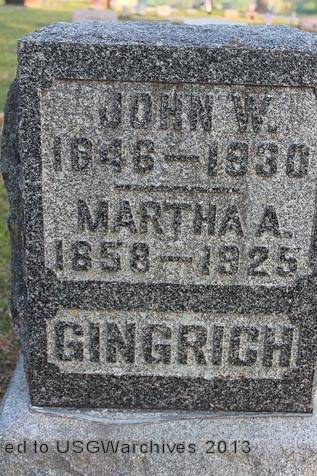 JOHN W.
1846—1930
MARTHA A.
1858—1925
GINGRICH
ed to USGWarchives 2013